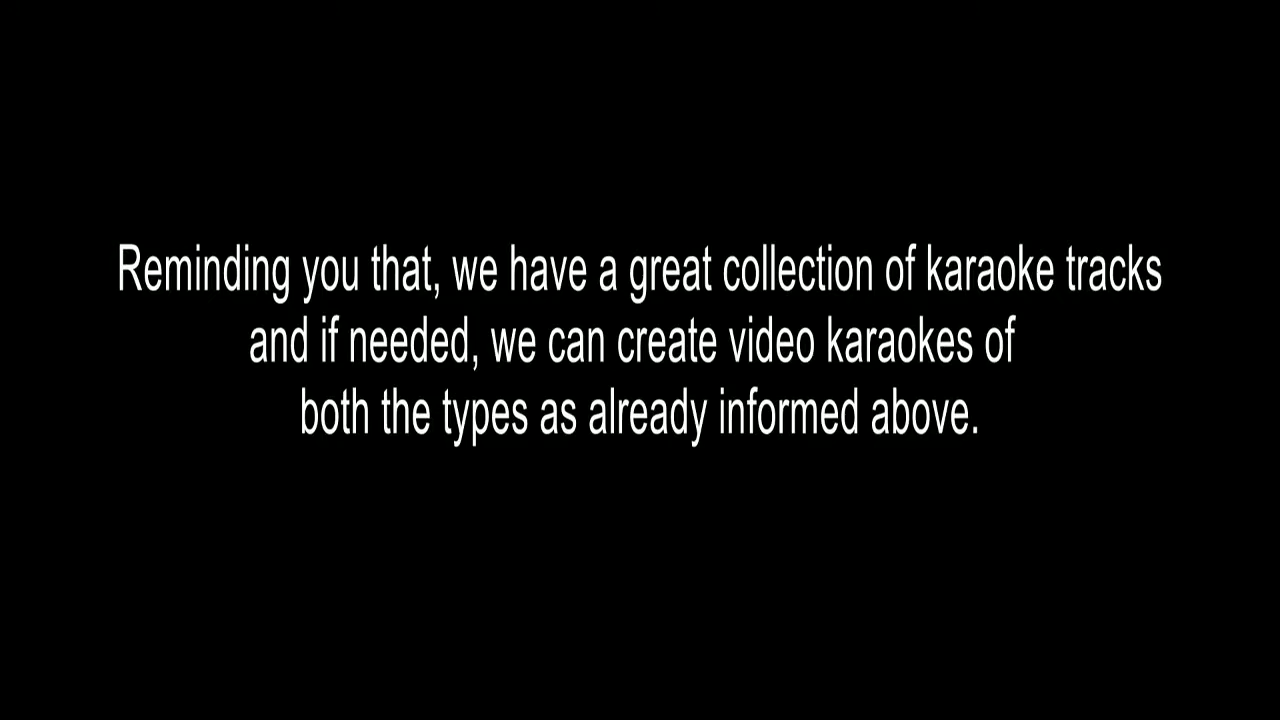 Reminding you that, we have a great collection of karaoke tracks
and if needed, we can create video karaokes of
both the types as already informed above.